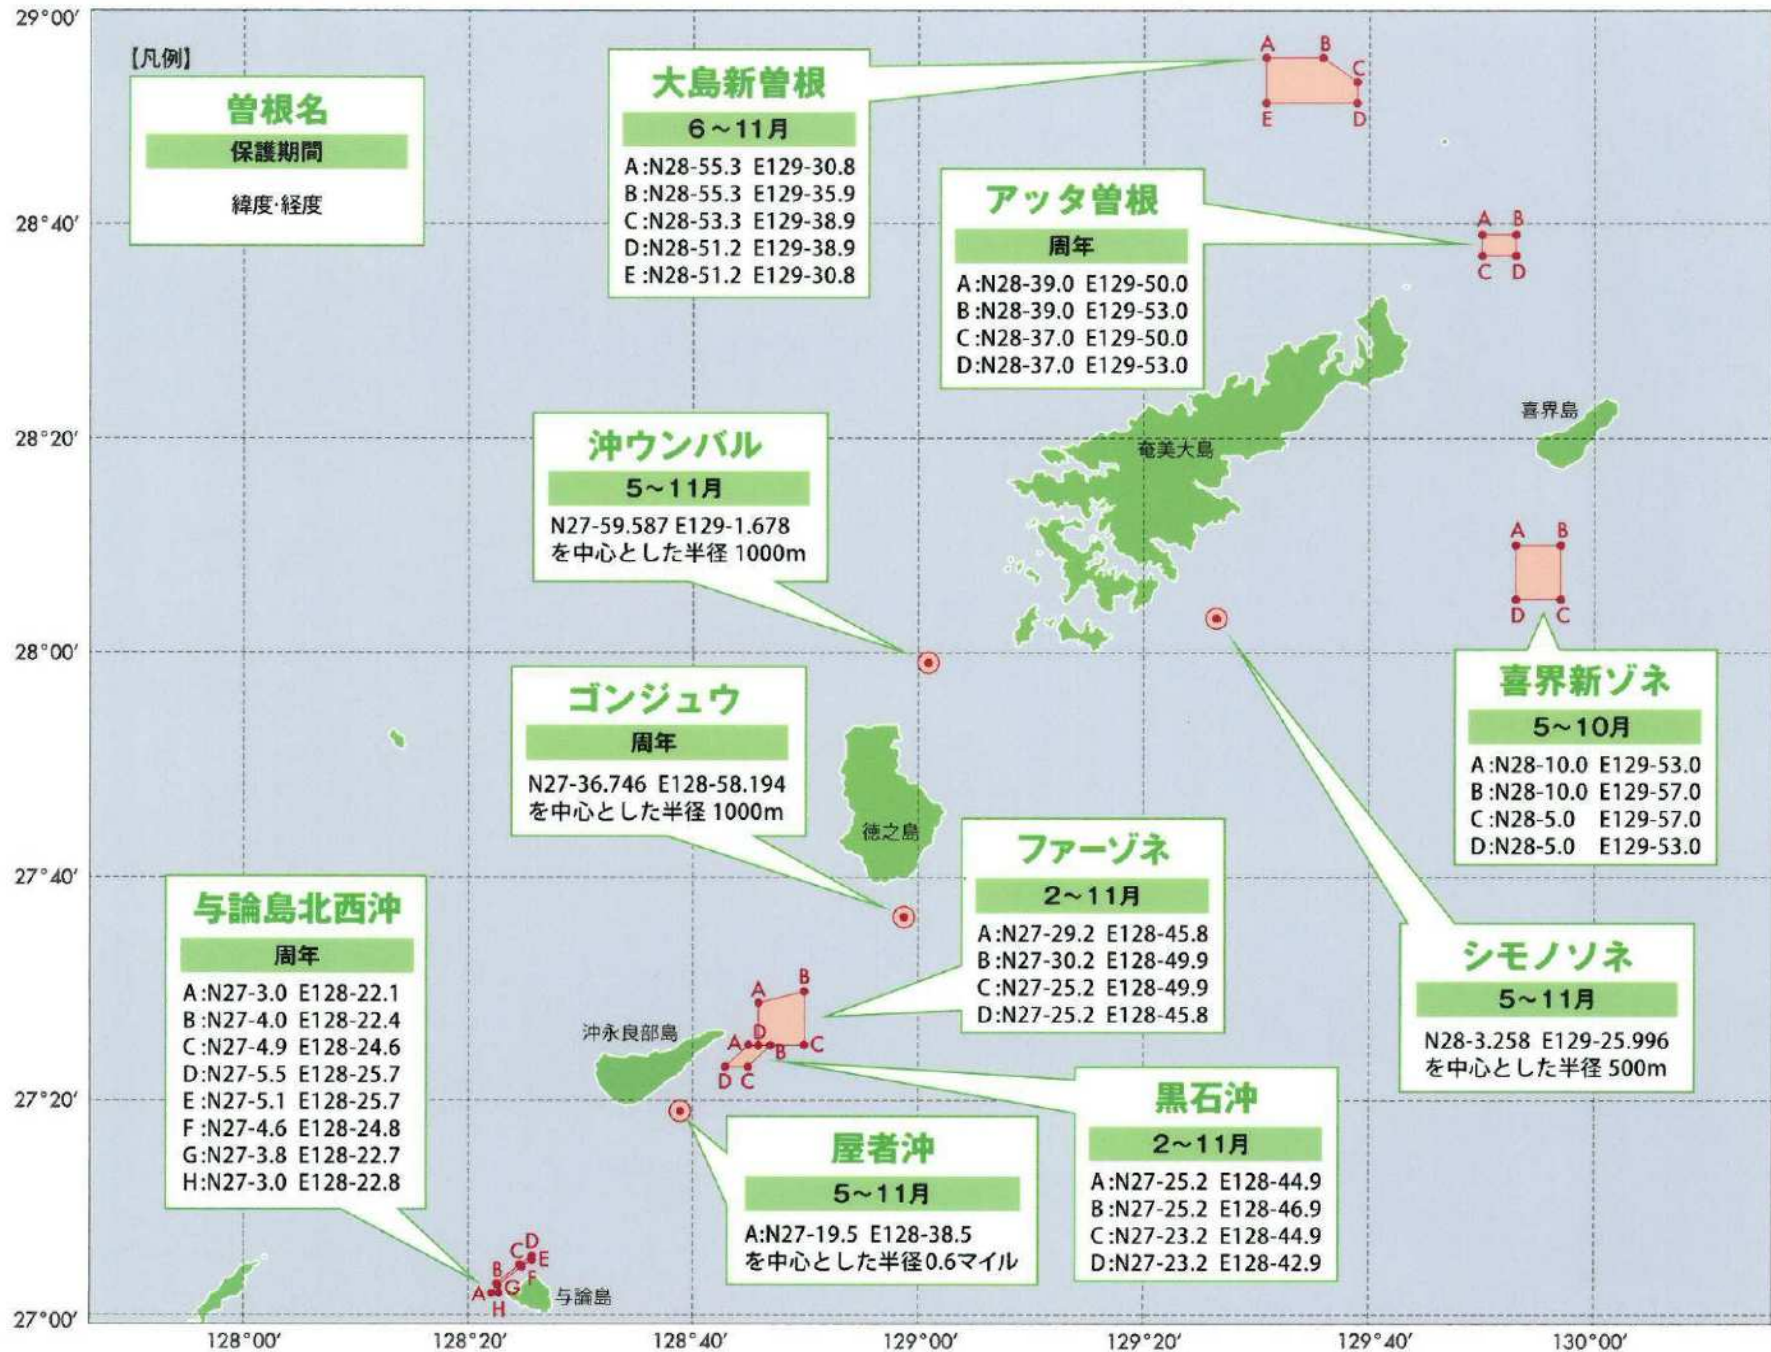 29°00′
28°40′
28°20′
28°00′
27°40′
27°20′
27°00′
128°00′
128°20′
128°40′
129°00′
129°20′
129°40′
130°00′
【凡例】
曽根名
保護期間
緯度・経度
大島新曽根
6～11月
A:N28-55.3 E129-30.8
B:N28-55.3 E129-35.9
C:N28-53.3 E129-38.9
D:N28-51.2 E129-38.9
E:N28-51.2 E129-30.8
A
B
C
E
D
アッタ曽根
周年
A:N28-39.0 E129-50.0
B:N28-39.0 E129-53.0
C:N28-37.0 E129-50.0
D:N28-37.0 E129-53.0
A B
C D
奄美大島
喜界島
沖ウンバル
5～11月
N27-59.587 E129-1.678
を中心とした半径 1000m
A B
D C
喜界新ゾネ
5～10月
A:N28-10.0 E129-53.0
B:N28-10.0 E129-57.0
C:N28-5.0 E129-57.0
D:N28-5.0 E129-53.0
ゴンジュウ
周年
N27-36.746 E128-58.194
を中心とした半径 1000m
徳之島
ファーゾネ
2～11月
A:N27-29.2 E128-45.8
B:N27-30.2 E128-49.9
C:N27-25.2 E128-49.9
D:N27-25.2 E128-45.8
シモノソネ
5～11月
N28-3.258 E129-25.996
を中心とした半径 500m
与論島北西沖
周年
A:N27-3.0 E128-22.1
B:N27-4.0 E128-22.4
C:N27-4.9 E128-24.6
D:N27-5.5 E128-25.7
E:N27-5.1 E128-25.7
F:N27-4.6 E128-24.8
G:N27-3.8 E128-22.7
H:N27-3.0 E128-22.8
沖永良部島
A
B
D
C
A
B
D C
黒石沖
2～11月
A:N27-25.2 E128-44.9
B:N27-25.2 E128-46.9
C:N27-23.2 E128-44.9
D:N27-23.2 E128-42.9
屋者沖
5～11月
A:N27-19.5 E128-38.5
を中心とした半径0.6マイル
D
C
E
B
F
A
G
H
与論島